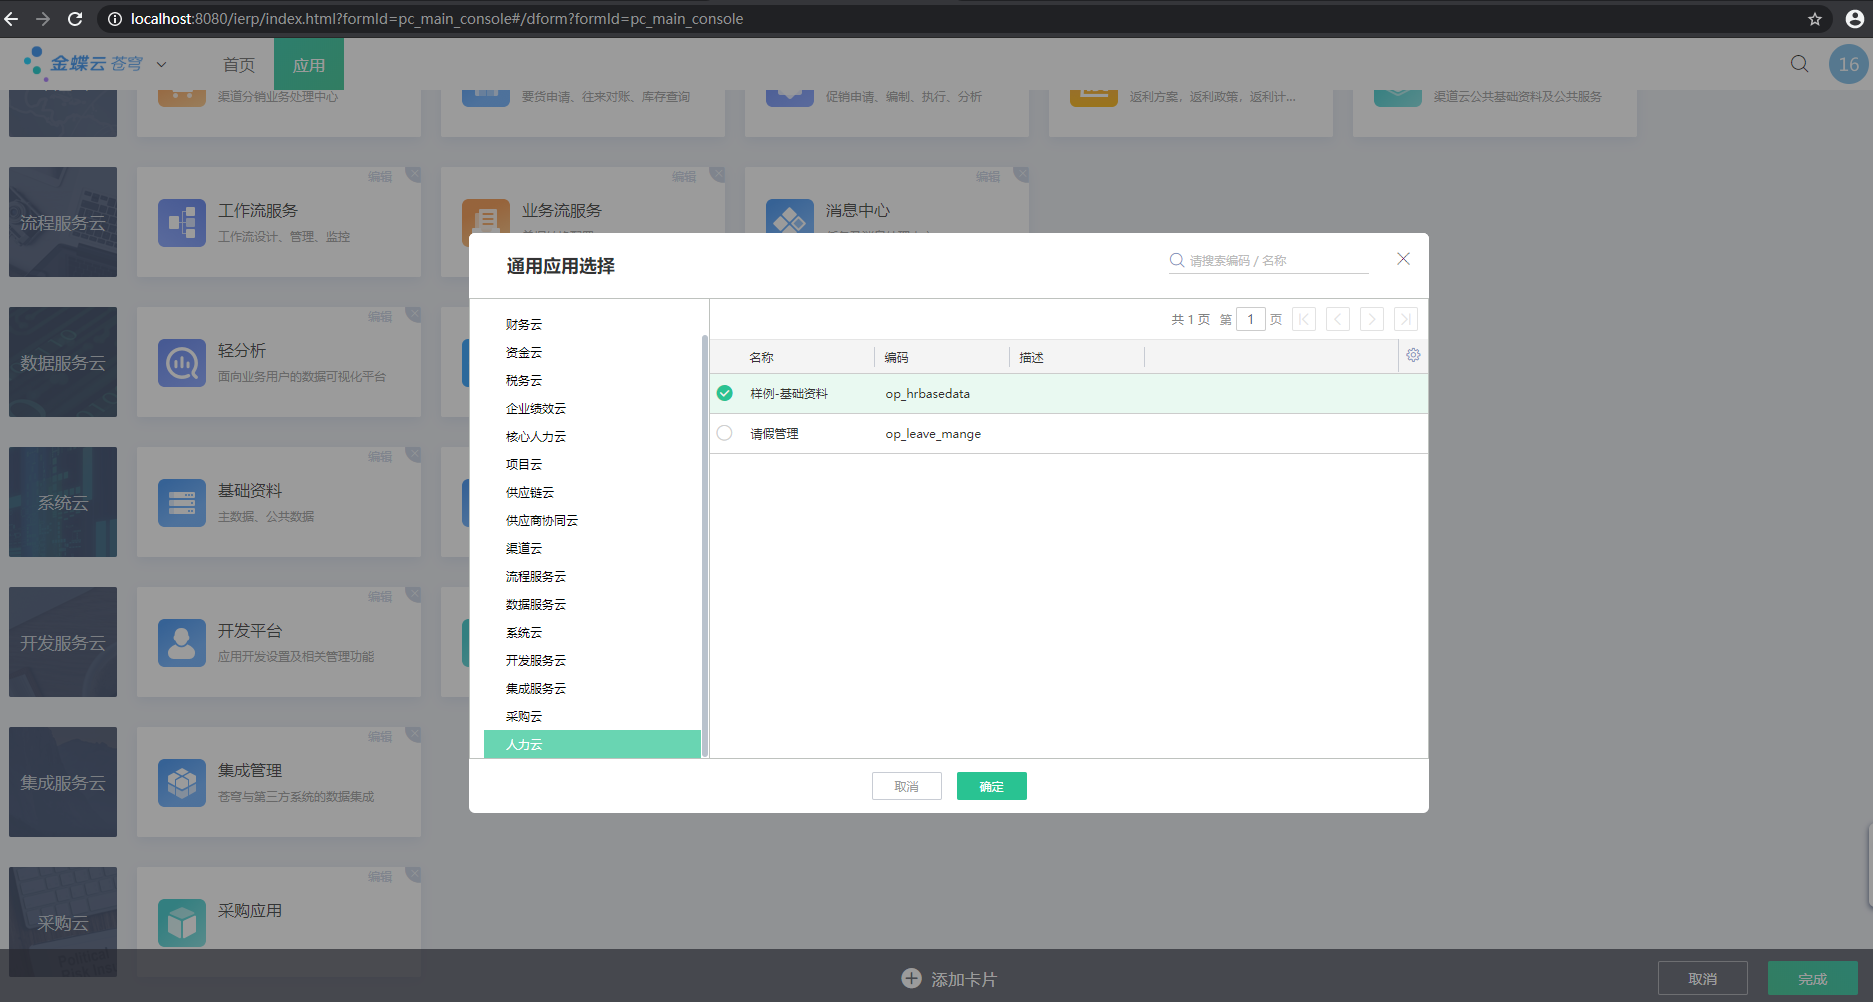 localhost:8080/ierp/index.html?formId=pc_main_console#/dform?formId=pc_main_console
金蝶云 苍穹
首页
应用
16
渠道分销业务处理中心
要货申请、往来对账、库存查询
促销申请、编制、执行、分析
返利方案，返利政策，返利计...
渠道云公共基础资料及公共服务
流程服务云
编辑
工作流服务
工作流设计、管理、监控
编辑
业务流服务
编辑
消息中心
数据服务云
编辑
轻分析
面向业务用户的数据可视化平台
系统云
编辑
基础资料
主数据、公共数据
开发服务云
编辑
开发平台
应用开发设置及相关管理功能
集成服务云
编辑
集成管理
苍穹与第三方系统的数据集成
采购云
编辑
采购应用
通用应用选择
请搜索编码 / 名称
财务云
资金云
税务云
企业绩效云
核心人力云
项目云
供应链云
供应商协同云
渠道云
流程服务云
数据服务云
系统云
开发服务云
集成服务云
采购云
人力云
共 1 页 第 1 页
名称 编码 描述
样例-基础资料 op_hrbasedata
请假管理 op_leave_mange
取消
确定
添加卡片
取消
完成